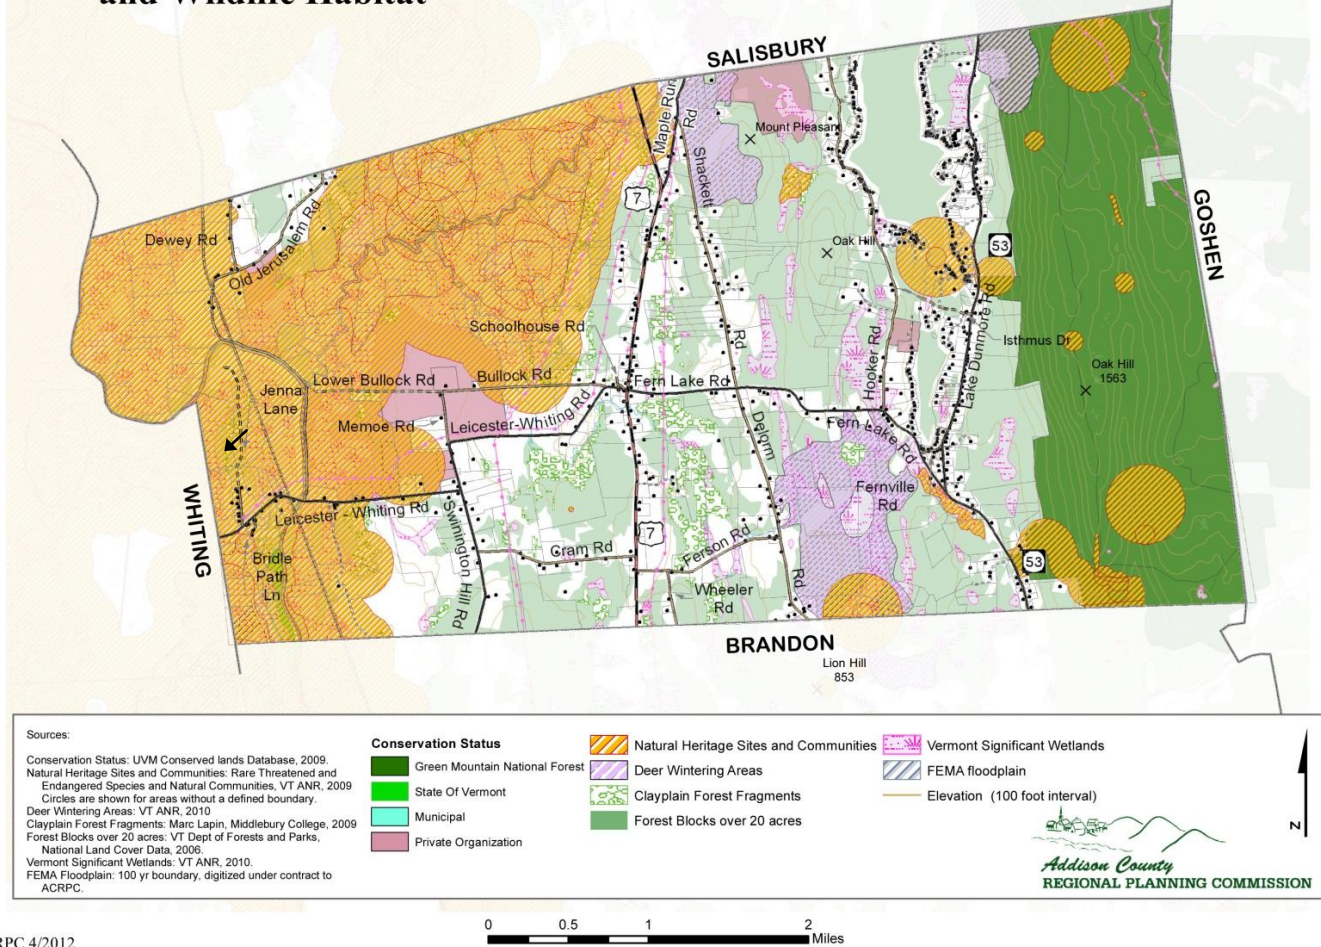 and Wildlife Habitat
SALISBURY
Maple Run
Rd
Shackett
Mount Pleasant
7
GOSHEN
Dewey Rd
Old Jerusalem Rd
Oak Hill
53
Schoolhouse Rd
Rd
Hooker Rd
Lake Dunmore Rd
Isthmus Dr
Oak Hill
1563
Jenna
Lane
Lower Bullock Rd
Bullock Rd
Fern Lake Rd
Memoe Rd
Leicester-Whiting Rd
Delorm
Fern Lake Rd
WHITING
Leicester - Whiting Rd
Swinington Hill Rd
Fernville
Rd
7
Cram Rd
Ferson Rd
53
Bridle
Path
Ln
Wheeler
Rd
Rd
BRANDON
Lion Hill
853
Sources:
Conservation Status: UVM Conserved lands Database, 2009.
Natural Heritage Sites and Communities: Rare Threatened and
Endangered Species and Natural Communities, VT ANR, 2009
Circles are shown for areas without a defined boundary.
Deer Wintering Areas: VT ANR, 2010
Clayplain Forest Fragments: Marc Lapin, Middlebury College, 2009
Forest Blocks over 20 acres: VT Dept of Forests and Parks,
National Land Cover Data, 2006.
Vermont Significant Wetlands: VT ANR, 2010.
FEMA Floodplain: 100 yr boundary, digitized under contract to
ACRPC.
Conservation Status
Green Mountain National Forest
State Of Vermont
Municipal
Private Organization
Natural Heritage Sites and Communities
Deer Wintering Areas
Clayplain Forest Fragments
Forest Blocks over 20 acres
Vermont Significant Wetlands
FEMA floodplain
Elevation (100 foot interval)
N
Addison County
REGIONAL PLANNING COMMISSION
0 0.5 1 2
Miles
RPC 4/2012